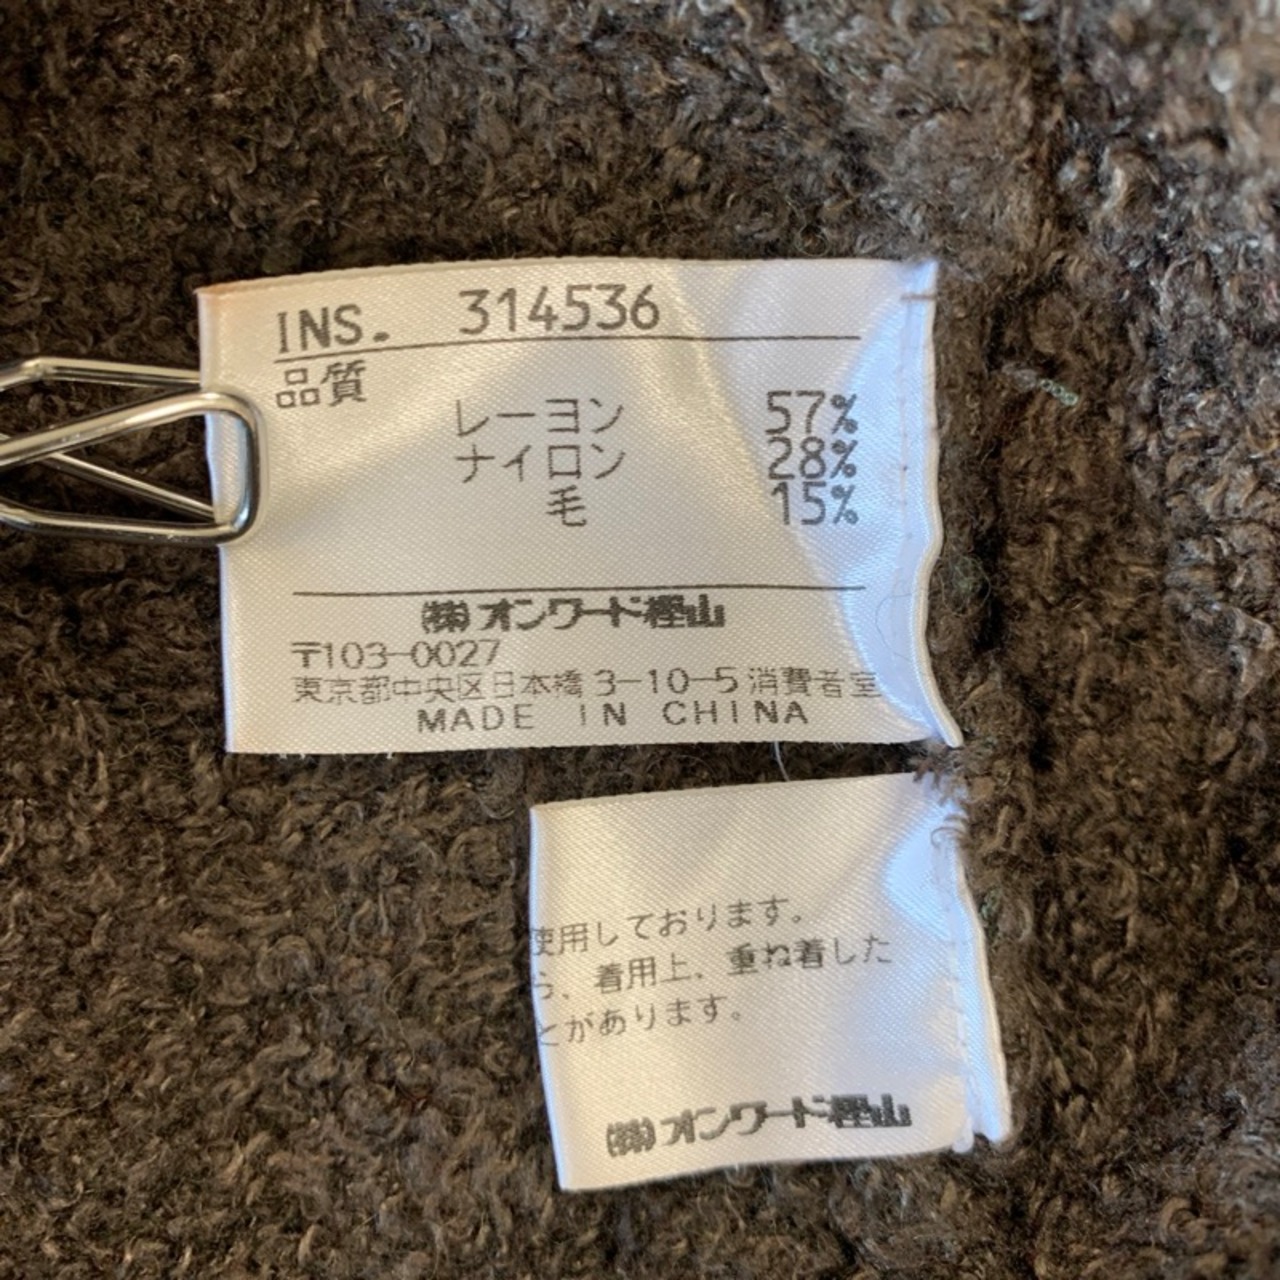 INS. 314536
品質
レーヨン 57%
ナイロン 28%
毛 15%
㈱オンワード樫山
〒103-0027
東京都中央区日本橋3-10-5消費者室
MADE IN CHINA
使用しております。
ら、着用上、重ね着した
とがあります。
㈱オンワード樫山